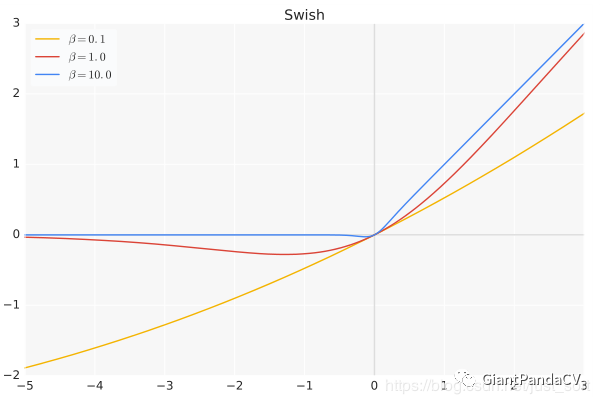 Swish
3
β = 0.1
β = 1.0
β = 10.0
2
1
0
−1
−2
−5 −4 −3 −2 −1 0 1 2 3
GiantPandaCV